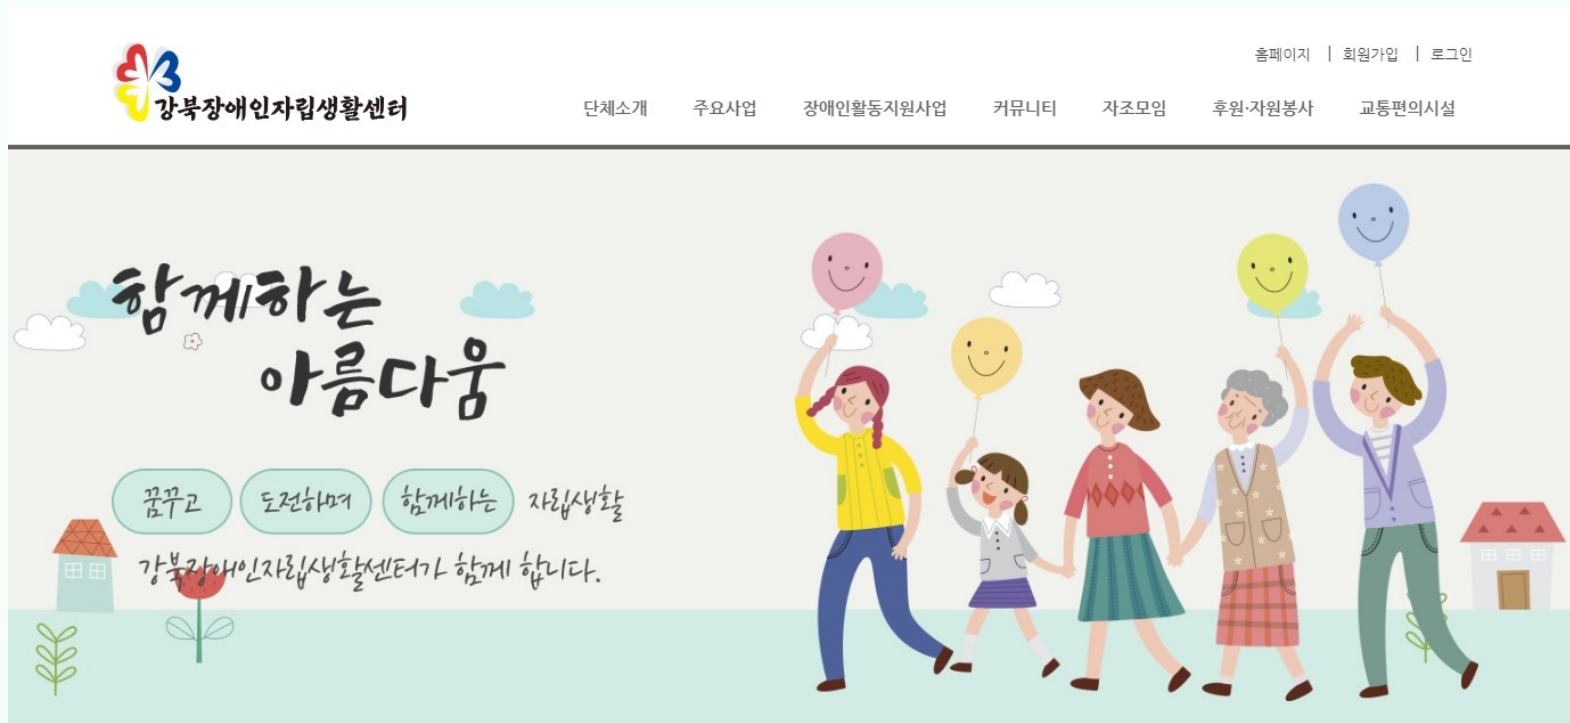 홈페이지 | 회원가입 | 로그인
강북장애인자립생활센터
단체소개 주요사업 장애인활동지원사업 커뮤니티 자조모임 후원·자원봉사 교통편의시설
함께하는
아름다움
꿈꾸고 도전하며 함께하는 자립생활
강북장애인자립생활센터가 함께 합니다.